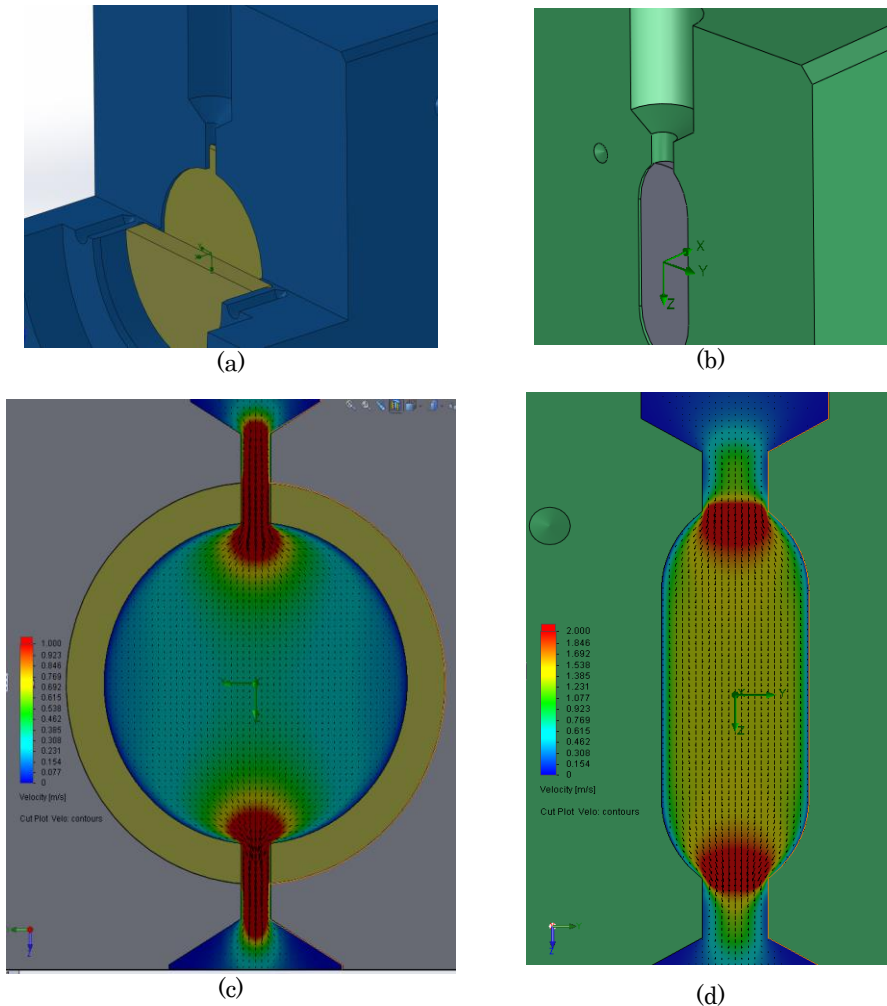 (a)
X
Y
Z
(b)
1.000
0.923
0.846
0.769
0.692
0.615
0.538
0.462
0.385
0.308
0.231
0.154
0.077
0
Velocity [m/s]
Cut Plot Velo: contours
Z
(c)
2.000
1.846
1.692
1.538
1.385
1.231
1.077
0.923
0.769
0.615
0.462
0.308
0.154
0
Velocity [m/s]
Cut Plot Velo: contours
Y
Z
Y
Z
(d)